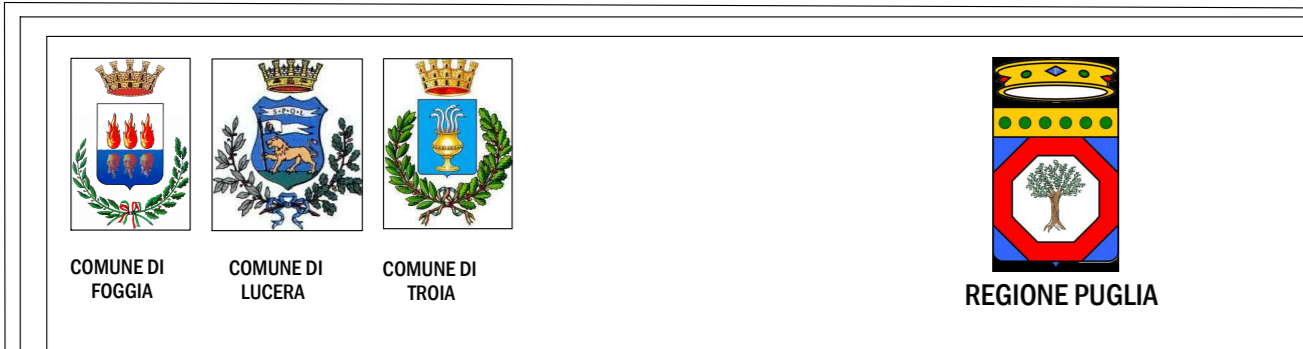 S•P•Q•L
COMUNE DI
FOGGIA
COMUNE DI
LUCERA
COMUNE DI
TROIA
REGIONE PUGLIA